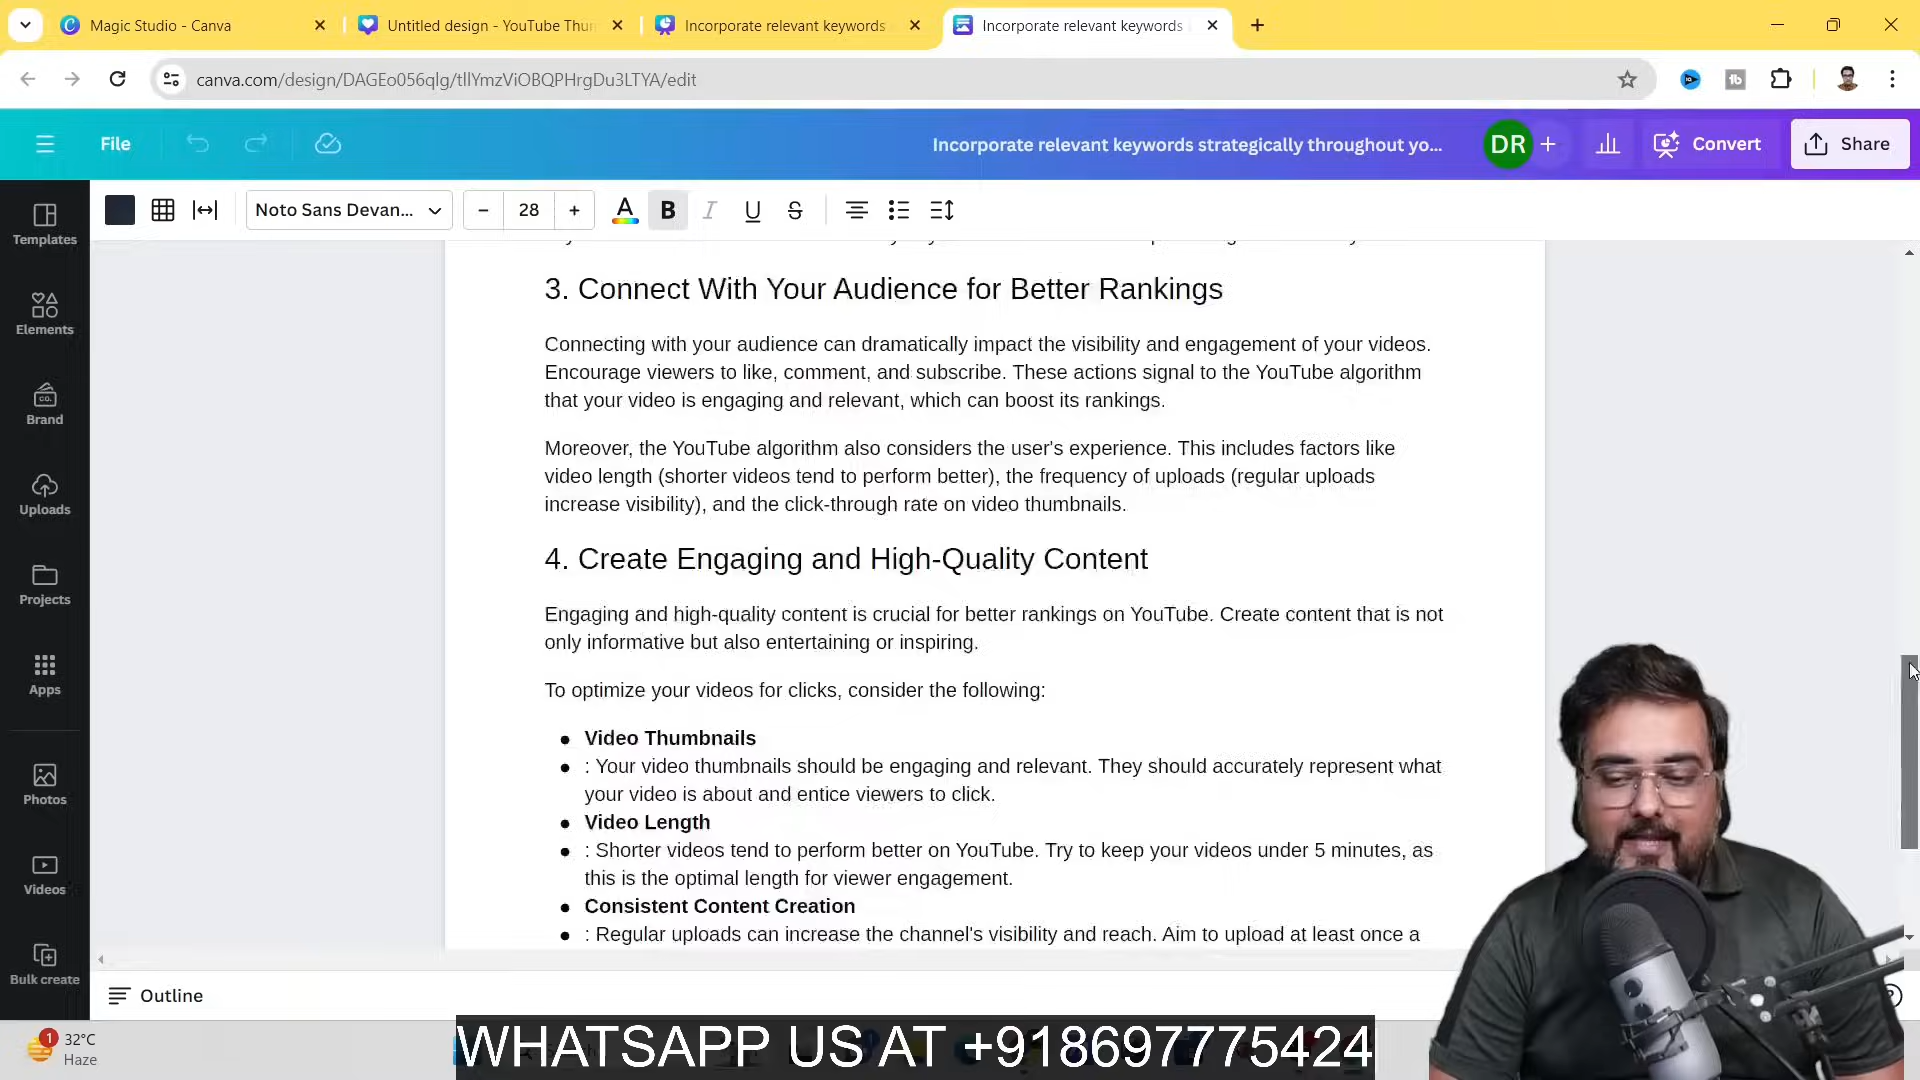 Magic Studio - Canva
Untitled design - YouTube Thu
Incorporate relevant keywords
Incorporate relevant keywords
canva.com/design/DAGEo056qlg/tllYmzViOBQPHrgDu3LTYA/edit
File
Incorporate relevant keywords strategically throughout yo...
DR
Convert
Share
Noto Sans Devan...
28
Templates
Elements
Brand
Uploads
Projects
Apps
Photos
Videos
Bulk create
3. Connect With Your Audience for Better Rankings
Connecting with your audience can dramatically impact the visibility and engagement of your videos.
Encourage viewers to like, comment, and subscribe. These actions signal to the YouTube algorithm
that your video is engaging and relevant, which can boost its rankings.
Moreover, the YouTube algorithm also considers the user's experience. This includes factors like
video length (shorter videos tend to perform better), the frequency of uploads (regular uploads
increase visibility), and the click-through rate on video thumbnails.
4. Create Engaging and High-Quality Content
Engaging and high-quality content is crucial for better rankings on YouTube. Create content that is not
only informative but also entertaining or inspiring.
To optimize your videos for clicks, consider the following:
● Video Thumbnails
● : Your video thumbnails should be engaging and relevant. They should accurately represent what
your video is about and entice viewers to click.
● Video Length
● : Shorter videos tend to perform better on YouTube. Try to keep your videos under 5 minutes, as
this is the optimal length for viewer engagement.
● Consistent Content Creation
● : Regular uploads can increase the channel's visibility and reach. Aim to upload at least once a
Outline
1
32°C
Haze
WHATSAPP US AT +918697775424